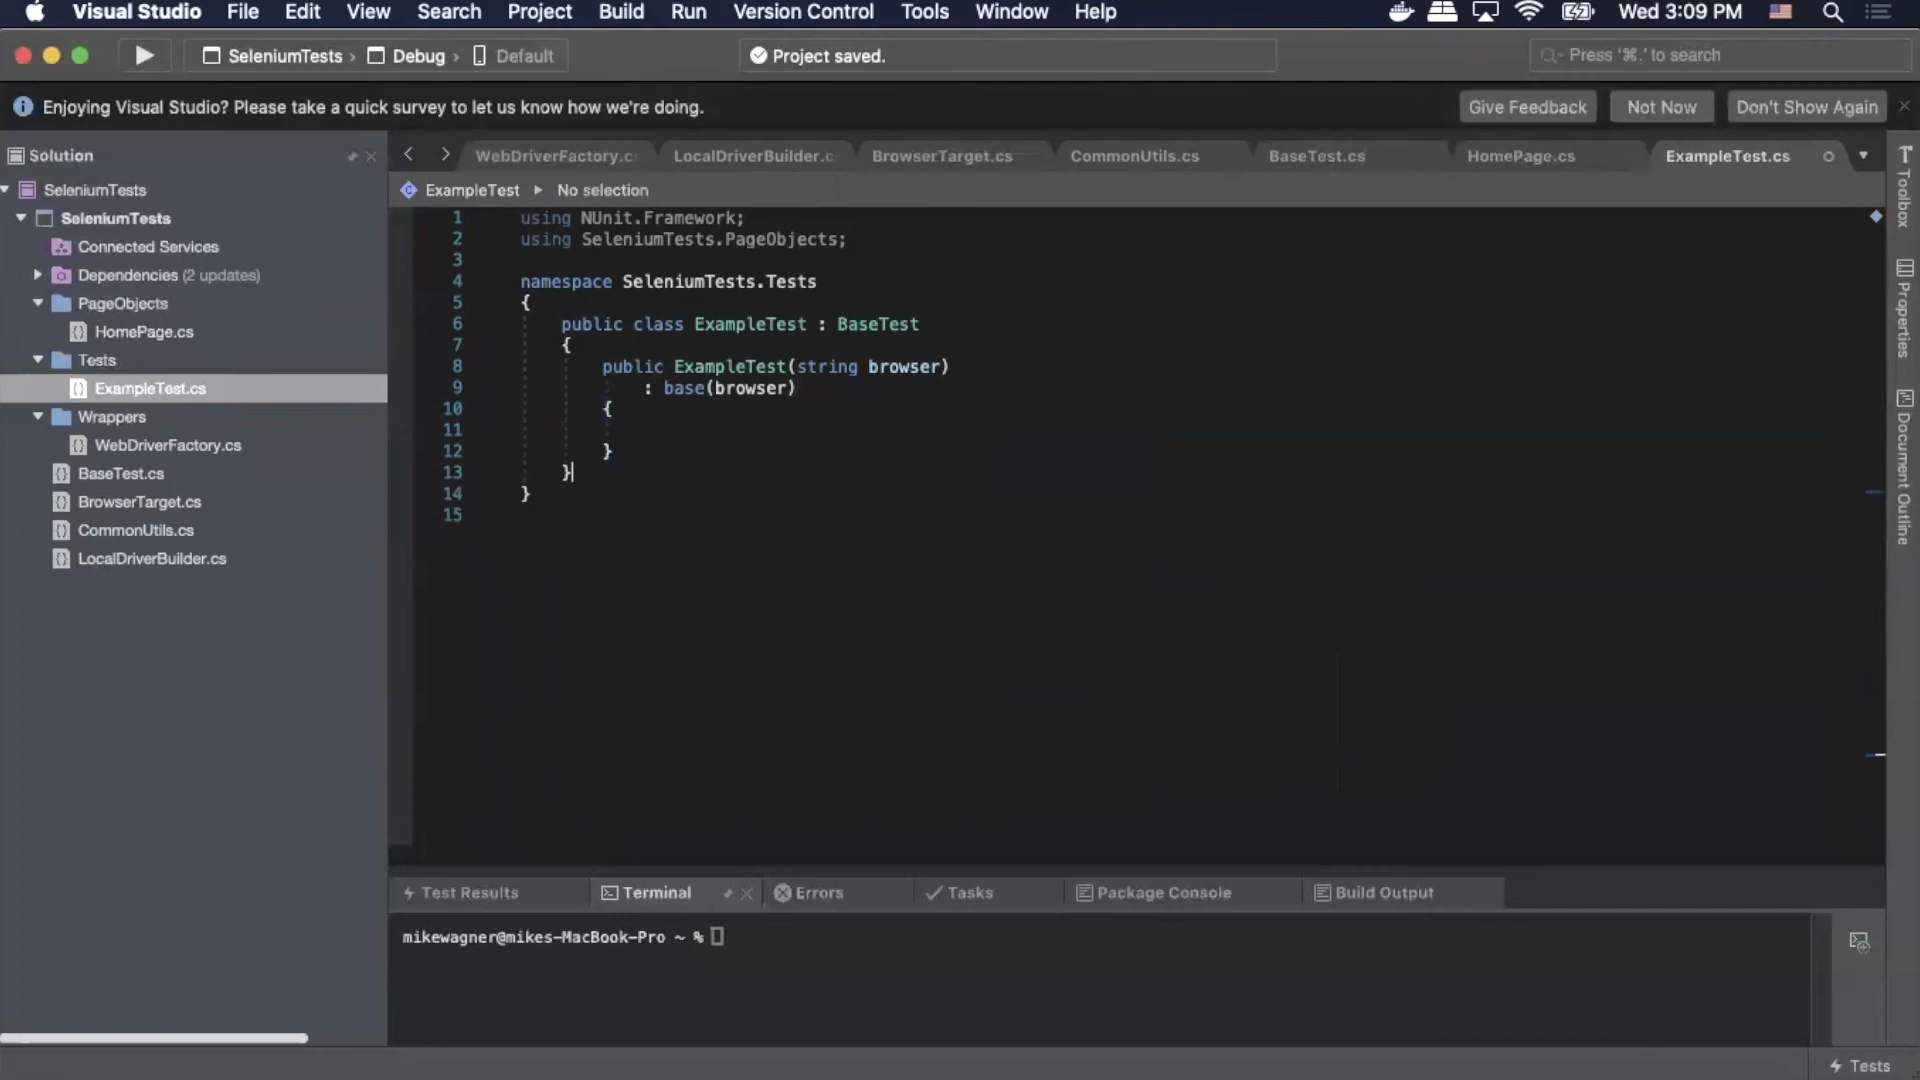 Visual Studio File Edit View Search Project Build Run Version Control Tools Window Help Wed 3:09 PM
SeleniumTests › Debug › Default
Project saved.
Press '⌘.' to search
Enjoying Visual Studio? Please take a quick survey to let us know how we're doing.
Give Feedback Not Now Don't Show Again
Solution
SeleniumTests
SeleniumTests
Connected Services
Dependencies (2 updates)
PageObjects
HomePage.cs
Tests
ExampleTest.cs
Wrappers
WebDriverFactory.cs
BaseTest.cs
BrowserTarget.cs
CommonUtils.cs
LocalDriverBuilder.cs
WebDriverFactory.c LocalDriverBuilder.c BrowserTarget.cs CommonUtils.cs BaseTest.cs HomePage.cs ExampleTest.cs
ExampleTest No selection
1 using NUnit.Framework;
2 using SeleniumTests.PageObjects;
3
4 namespace SeleniumTests.Tests
5 {
6 public class ExampleTest : BaseTest
7 {
8 public ExampleTest(string browser)
9 : base(browser)
10 {
11
12 }
13 }
14 }
15
Toolbox
Properties
Document Outline
Test Results Terminal Errors Tasks Package Console Build Output
mikewagner@mikes-MacBook-Pro ~ %
Tests